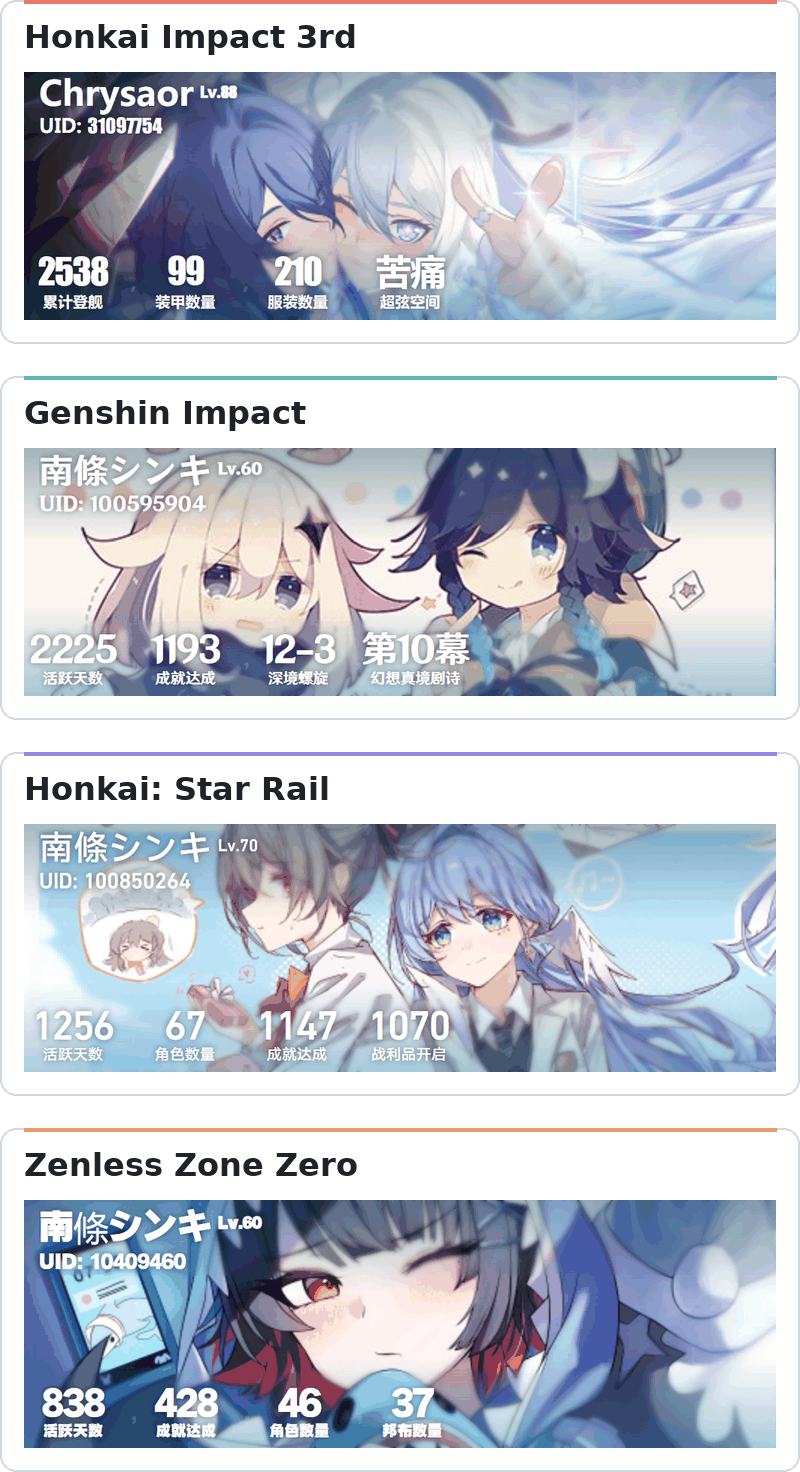 Honkai Impact 3rd
Chrysaor Lv.88
UID: 31097754
2538 99 210 苦痛
累计登舰 装甲数量 服装数量 超弦空间
Genshin Impact
南條シンキ Lv.60
UID: 100595904
2225 1193 12-3 第10幕
活跃天数 成就达成 深境螺旋 幻想真境剧诗
Honkai: Star Rail
南條シンキ Lv.70
UID: 100850264
1256 67 1147 1070
活跃天数 角色数量 成就达成 战利品开启
Zenless Zone Zero
南條シンキ Lv.60
UID: 10409460
838 428 46 37
活跃天数 成就达成 角色数量 邦布数量